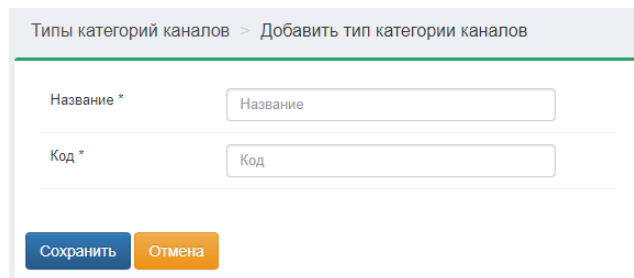 Типы категорий каналов > Добавить тип категории каналов
Название * Название
Код * Код
Сохранить Отмена